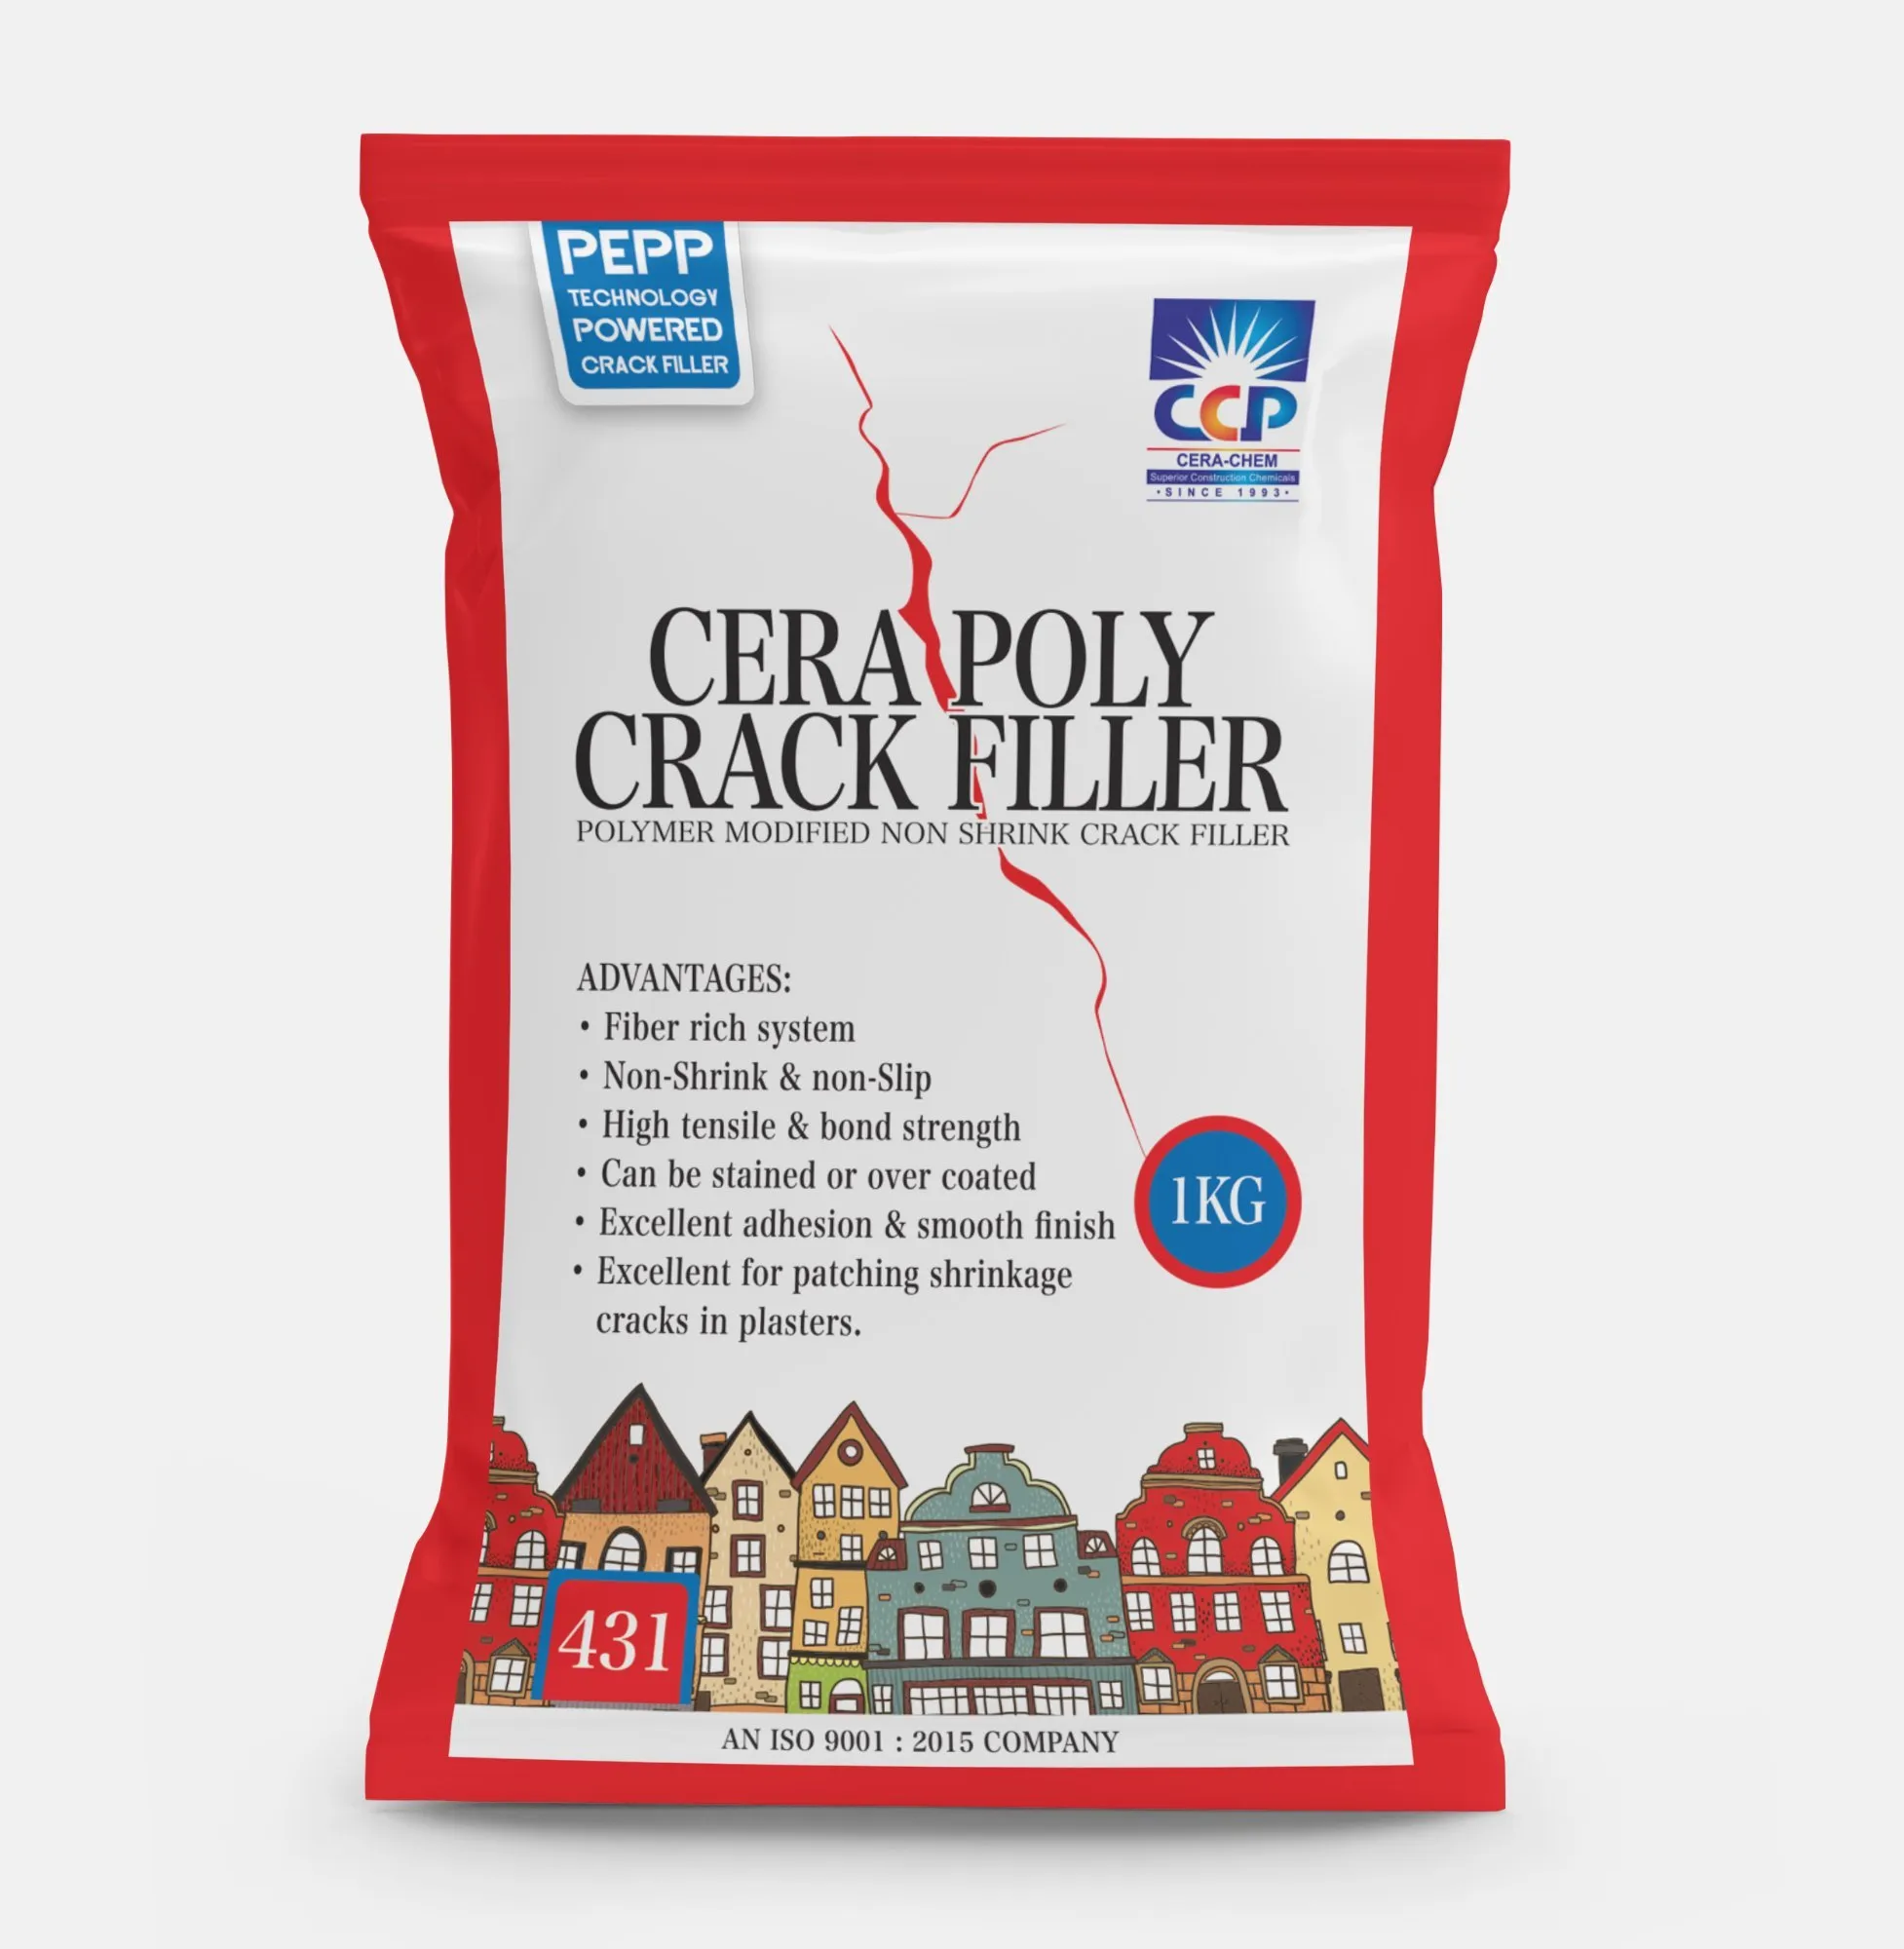 PEPP
TECHNOLOGY
POWERED
CRACK FILLER
CCP
CERA-CHEM
Superior Construction Chemicals
•SINCE 1993•
CERA POLY
CRACK FILLER
POLYMER MODIFIED NON SHRINK CRACK FILLER
ADVANTAGES:
• Fiber rich system
• Non-Shrink & non-Slip
• High tensile & bond strength
• Can be stained or over coated
• Excellent adhesion & smooth finish
• Excellent for patching shrinkage
cracks in plasters.
1KG
431
AN ISO 9001 : 2015 COMPANY